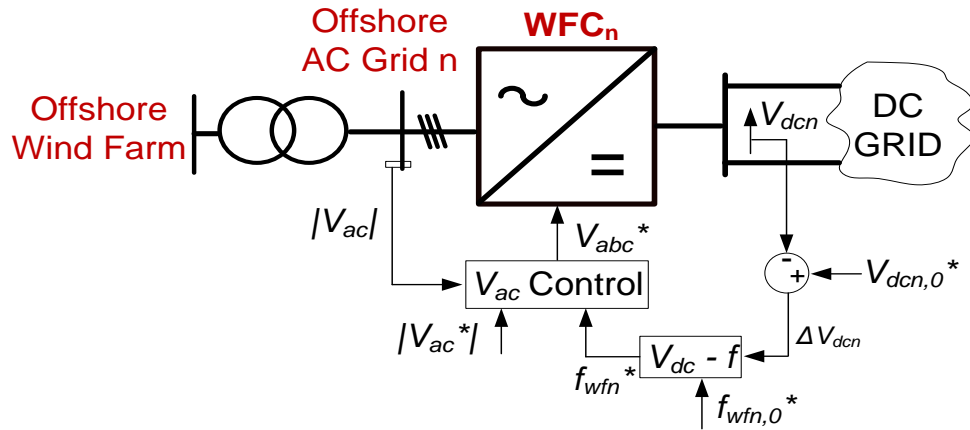 Offshore
AC Grid n
WFCn
Offshore
Wind Farm
Vdcn
DC
GRID
|Vac|
Vabc*
Vac Control
- +
Vdcn,0*
|Vac*|
ΔVdcn
fwfn*
Vdc - f
fwfn,0*